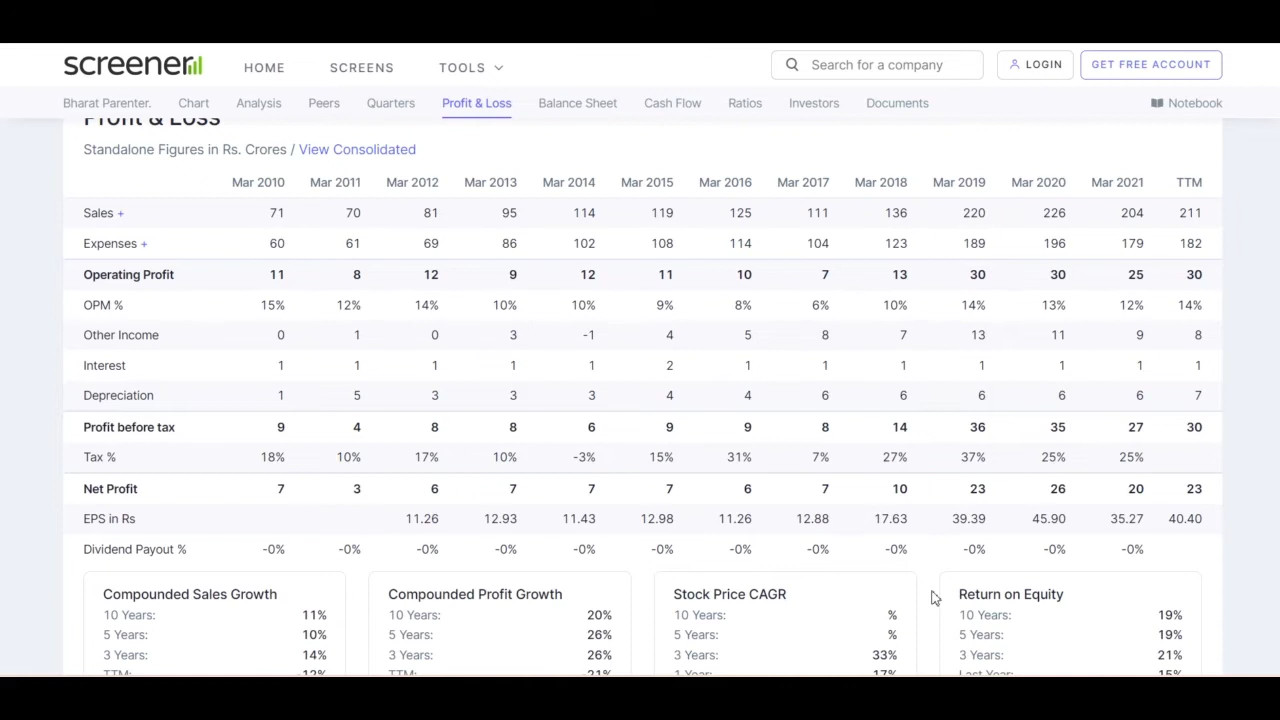 screener
HOME SCREENS TOOLS
Search for a company
LOGIN
GET FREE ACCOUNT
Bharat Parenter. Chart Analysis Peers Quarters Profit & Loss Balance Sheet Cash Flow Ratios Investors Documents Notebook
Profit & Loss
Standalone Figures in Rs. Crores / View Consolidated
Mar 2010 Mar 2011 Mar 2012 Mar 2013 Mar 2014 Mar 2015 Mar 2016 Mar 2017 Mar 2018 Mar 2019 Mar 2020 Mar 2021 TTM
Sales + 71 70 81 95 114 119 125 111 136 220 226 204 211
Expenses + 60 61 69 86 102 108 114 104 123 189 196 179 182
Operating Profit 11 8 12 9 12 11 10 7 13 30 30 25 30
OPM % 15% 12% 14% 10% 10% 9% 8% 6% 10% 14% 13% 12% 14%
Other Income 0 1 0 3 -1 4 5 8 7 13 11 9 8
Interest 1 1 1 1 1 2 1 1 1 1 1 1 1
Depreciation 1 5 3 3 3 4 4 6 6 6 6 6 7
Profit before tax 9 4 8 8 6 9 9 8 14 36 35 27 30
Tax % 18% 10% 17% 10% -3% 15% 31% 7% 27% 37% 25% 25%
Net Profit 7 3 6 7 7 7 6 7 10 23 26 20 23
EPS in Rs 11.26 12.93 11.43 12.98 11.26 12.88 17.63 39.39 45.90 35.27 40.40
Dividend Payout % -0% -0% -0% -0% -0% -0% -0% -0% -0% -0% -0% -0%
Compounded Sales Growth
10 Years: 11%
5 Years: 10%
3 Years: 14%
TTM: -12%
Compounded Profit Growth
10 Years: 20%
5 Years: 26%
3 Years: 26%
TTM: -21%
Stock Price CAGR
10 Years: %
5 Years: %
3 Years: 33%
1 Year: 17%
Return on Equity
10 Years: 19%
5 Years: 19%
3 Years: 21%
Last Year: 15%